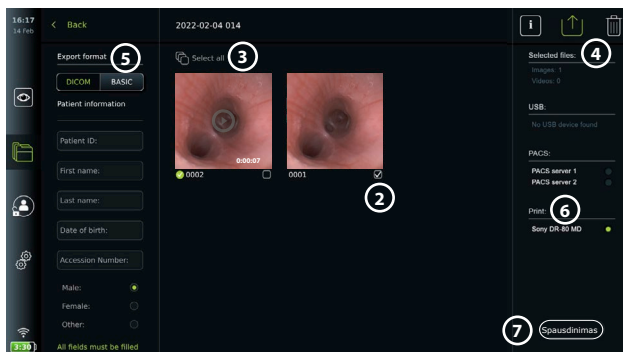 16:17
14 Feb
Back
2022-02-04 014
i
Export format
5
DICOM
BASIC
Patient information
Patient ID:
First name:
Last name:
Date of birth:
Accession Number:
Male:
Female:
Other:
All fields must be filled
3:30
Select all
3
0:00:07
0002
0001
2
4
Selected files:
Images: 1
Videos: 0
USB:
No USB device found
PACS:
PACS server 1
PACS server 2
Print:
6
Sony DR-80 MD
7
Spausdinimas